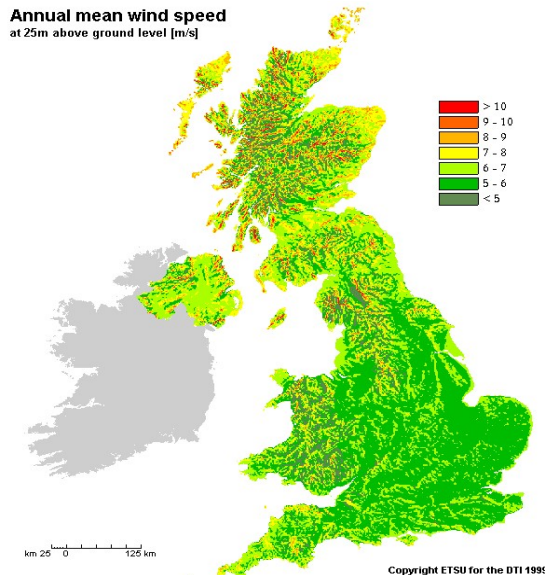 Annual mean wind speed
at 25m above ground level [m/s]
> 10
9 - 10
8 - 9
7 - 8
6 - 7
5 - 6
< 5
km 25 0 125 km
Copyright ETSU for the DTI 1999